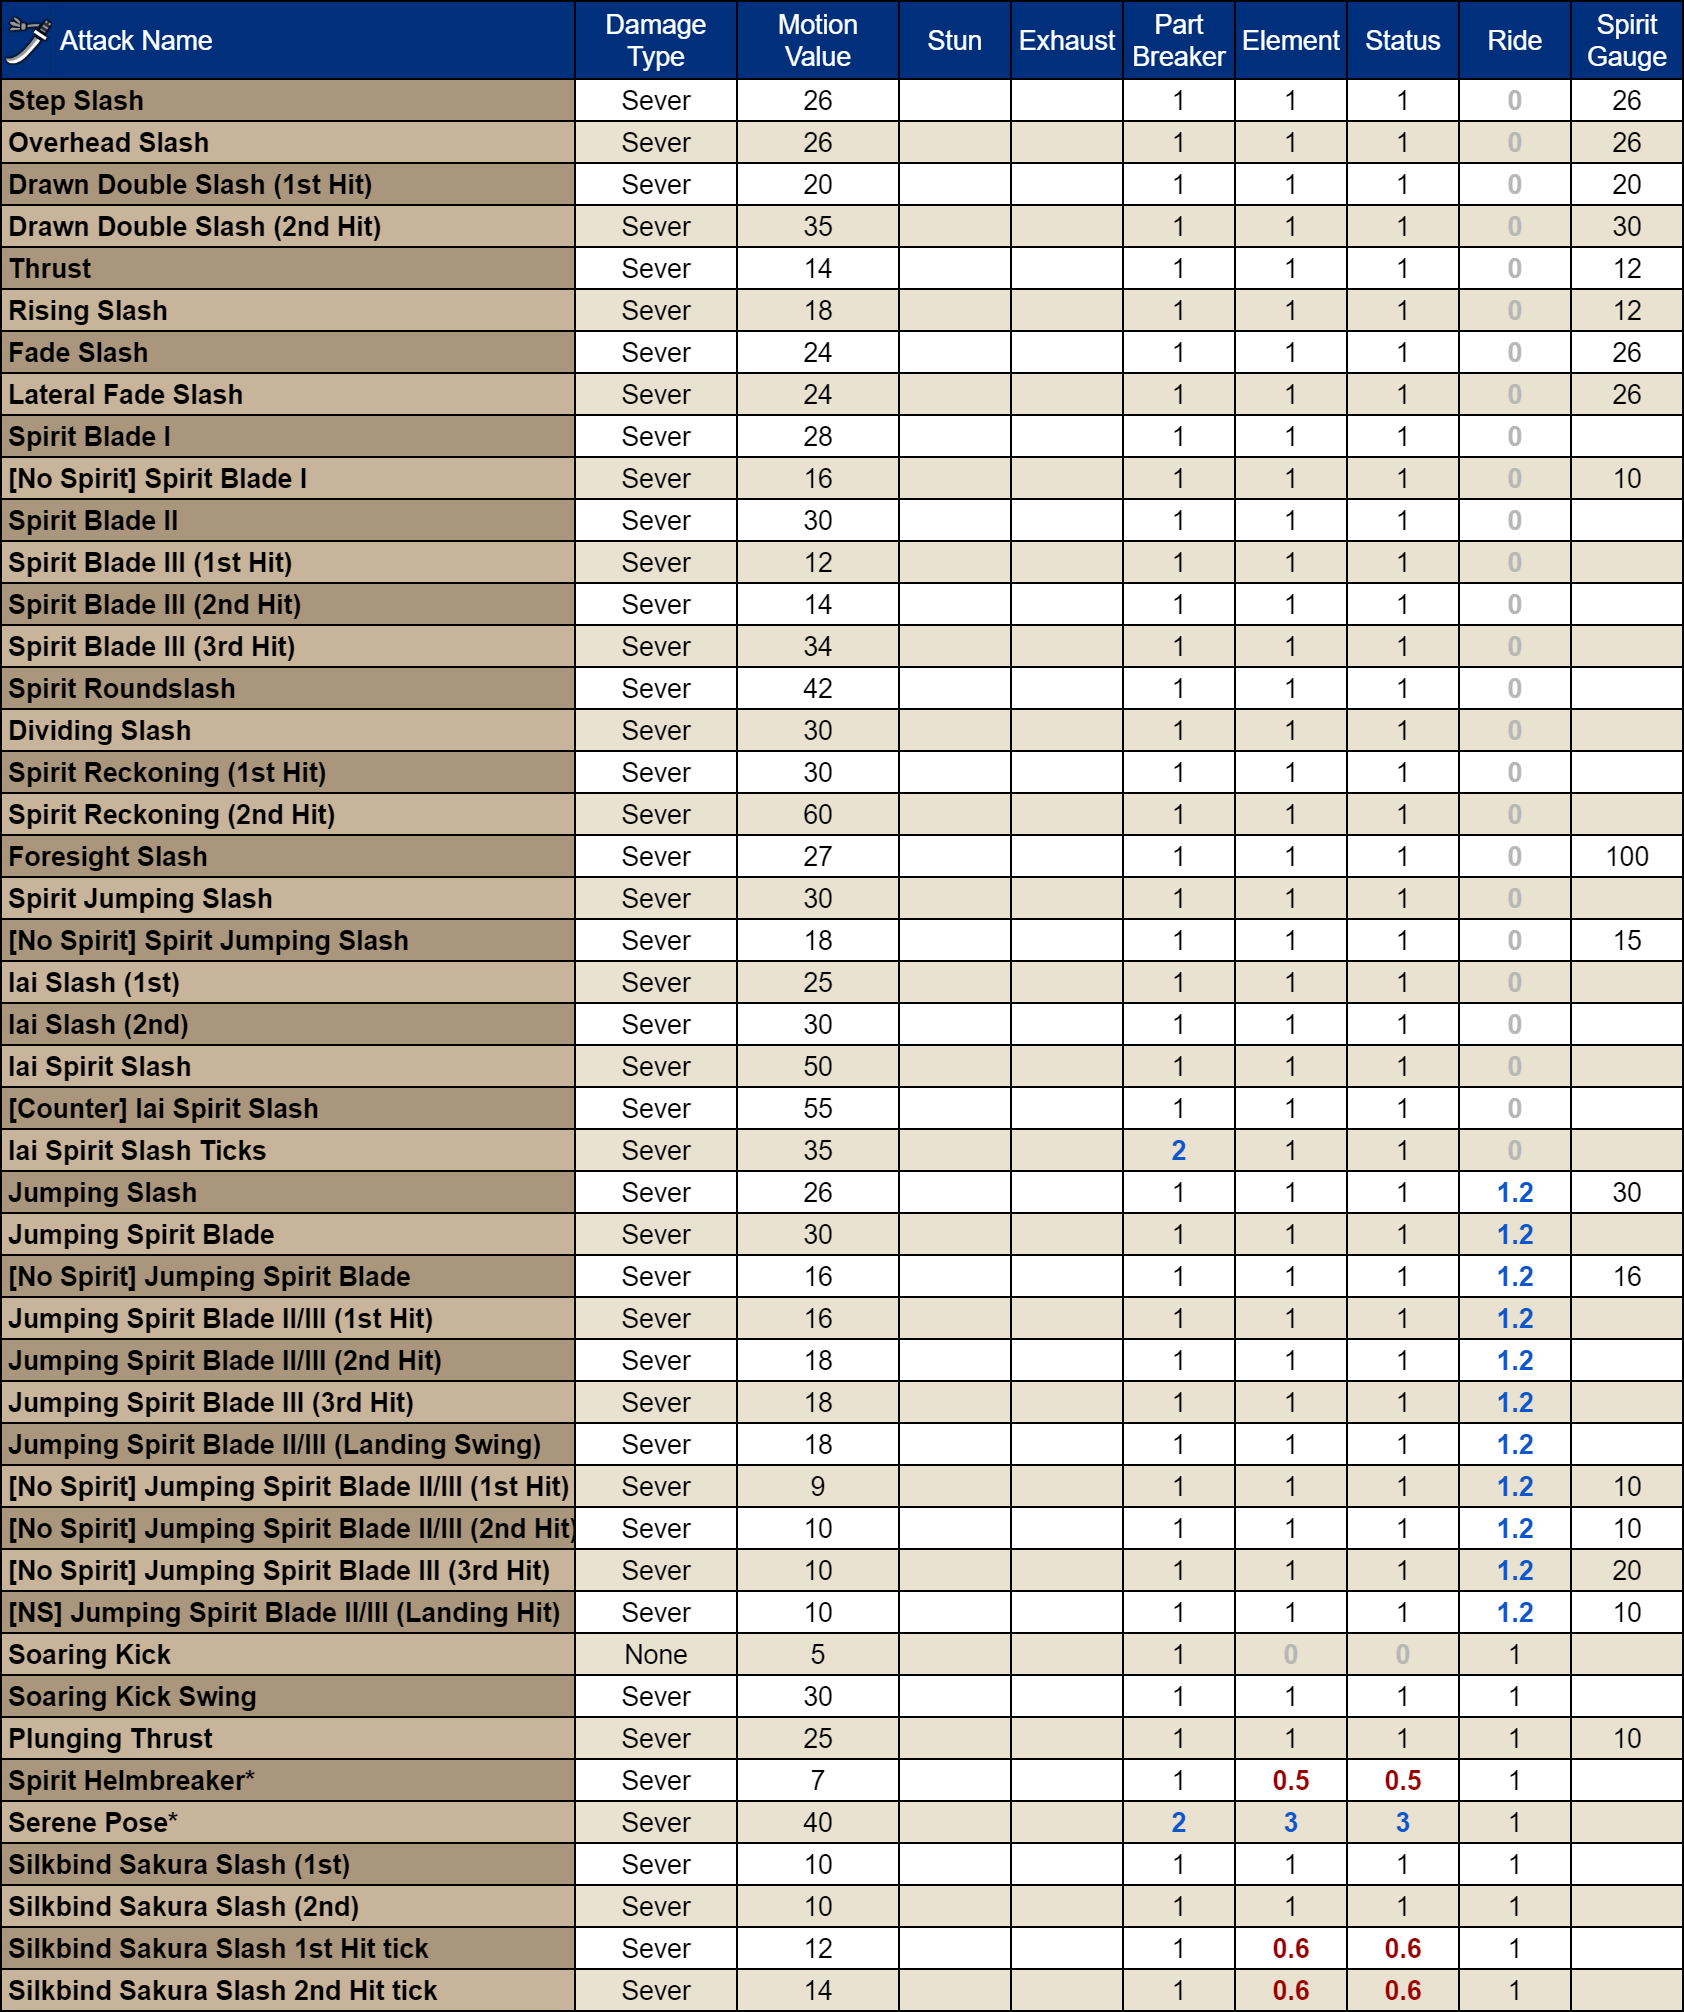 Attack Name Damage Type Motion Value Stun Exhaust Part Breaker Element Status Ride Spirit Gauge
Step Slash Sever 26 1 1 1 0 26
Overhead Slash Sever 26 1 1 1 0 26
Drawn Double Slash (1st Hit) Sever 20 1 1 1 0 20
Drawn Double Slash (2nd Hit) Sever 35 1 1 1 0 30
Thrust Sever 14 1 1 1 0 12
Rising Slash Sever 18 1 1 1 0 12
Fade Slash Sever 24 1 1 1 0 26
Lateral Fade Slash Sever 24 1 1 1 0 26
Spirit Blade I Sever 28 1 1 1 0
[No Spirit] Spirit Blade I Sever 16 1 1 1 0 10
Spirit Blade II Sever 30 1 1 1 0
Spirit Blade III (1st Hit) Sever 12 1 1 1 0
Spirit Blade III (2nd Hit) Sever 14 1 1 1 0
Spirit Blade III (3rd Hit) Sever 34 1 1 1 0
Spirit Roundslash Sever 42 1 1 1 0
Dividing Slash Sever 30 1 1 1 0
Spirit Reckoning (1st Hit) Sever 30 1 1 1 0
Spirit Reckoning (2nd Hit) Sever 60 1 1 1 0
Foresight Slash Sever 27 1 1 1 0 100
Spirit Jumping Slash Sever 30 1 1 1 0
[No Spirit] Spirit Jumping Slash Sever 18 1 1 1 0 15
Iai Slash (1st) Sever 25 1 1 1 0
Iai Slash (2nd) Sever 30 1 1 1 0
Iai Spirit Slash Sever 50 1 1 1 0
[Counter] Iai Spirit Slash Sever 55 1 1 1 0
Iai Spirit Slash Ticks Sever 35 2 1 1 0
Jumping Slash Sever 26 1 1 1 1.2 30
Jumping Spirit Blade Sever 30 1 1 1 1.2
[No Spirit] Jumping Spirit Blade Sever 16 1 1 1 1.2 16
Jumping Spirit Blade II/III (1st Hit) Sever 16 1 1 1 1.2
Jumping Spirit Blade II/III (2nd Hit) Sever 18 1 1 1 1.2
Jumping Spirit Blade III (3rd Hit) Sever 18 1 1 1 1.2
Jumping Spirit Blade II/III (Landing Swing) Sever 18 1 1 1 1.2
[No Spirit] Jumping Spirit Blade II/III (1st Hit) Sever 9 1 1 1 1.2 10
[No Spirit] Jumping Spirit Blade II/III (2nd Hit) Sever 10 1 1 1 1.2 10
[No Spirit] Jumping Spirit Blade III (3rd Hit) Sever 10 1 1 1 1.2 20
[NS] Jumping Spirit Blade II/III (Landing Hit) Sever 10 1 1 1 1.2 10
Soaring Kick None 5 1 0 0 1
Soaring Kick Swing Sever 30 1 1 1 1
Plunging Thrust Sever 25 1 1 1 1 10
Spirit Helmbreaker* Sever 7 1 0.5 0.5 1
Serene Pose* Sever 40 2 3 3 1
Silkbind Sakura Slash (1st) Sever 10 1 1 1 1
Silkbind Sakura Slash (2nd) Sever 10 1 1 1 1
Silkbind Sakura Slash 1st Hit tick Sever 12 1 0.6 0.6 1
Silkbind Sakura Slash 2nd Hit tick Sever 14 1 0.6 0.6 1